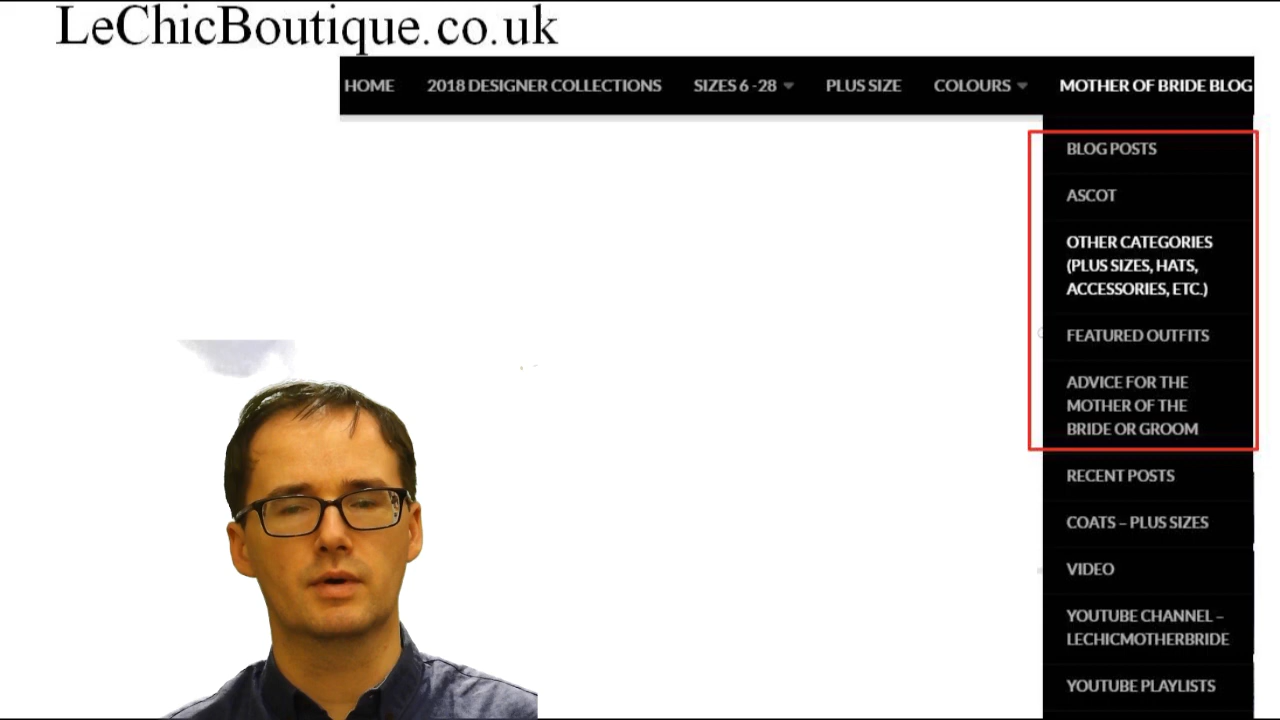 LeChicBoutique.co.uk
HOME 2018 DESIGNER COLLECTIONS SIZES 6 -28 PLUS SIZE COLOURS MOTHER OF BRIDE BLOG
BLOG POSTS
ASCOT
OTHER CATEGORIES
(PLUS SIZES, HATS,
ACCESSORIES, ETC.)
FEATURED OUTFITS
ADVICE FOR THE
MOTHER OF THE
BRIDE OR GROOM
RECENT POSTS
COATS – PLUS SIZES
VIDEO
YOUTUBE CHANNEL –
LECHICMOTHERBRIDE
YOUTUBE PLAYLISTS